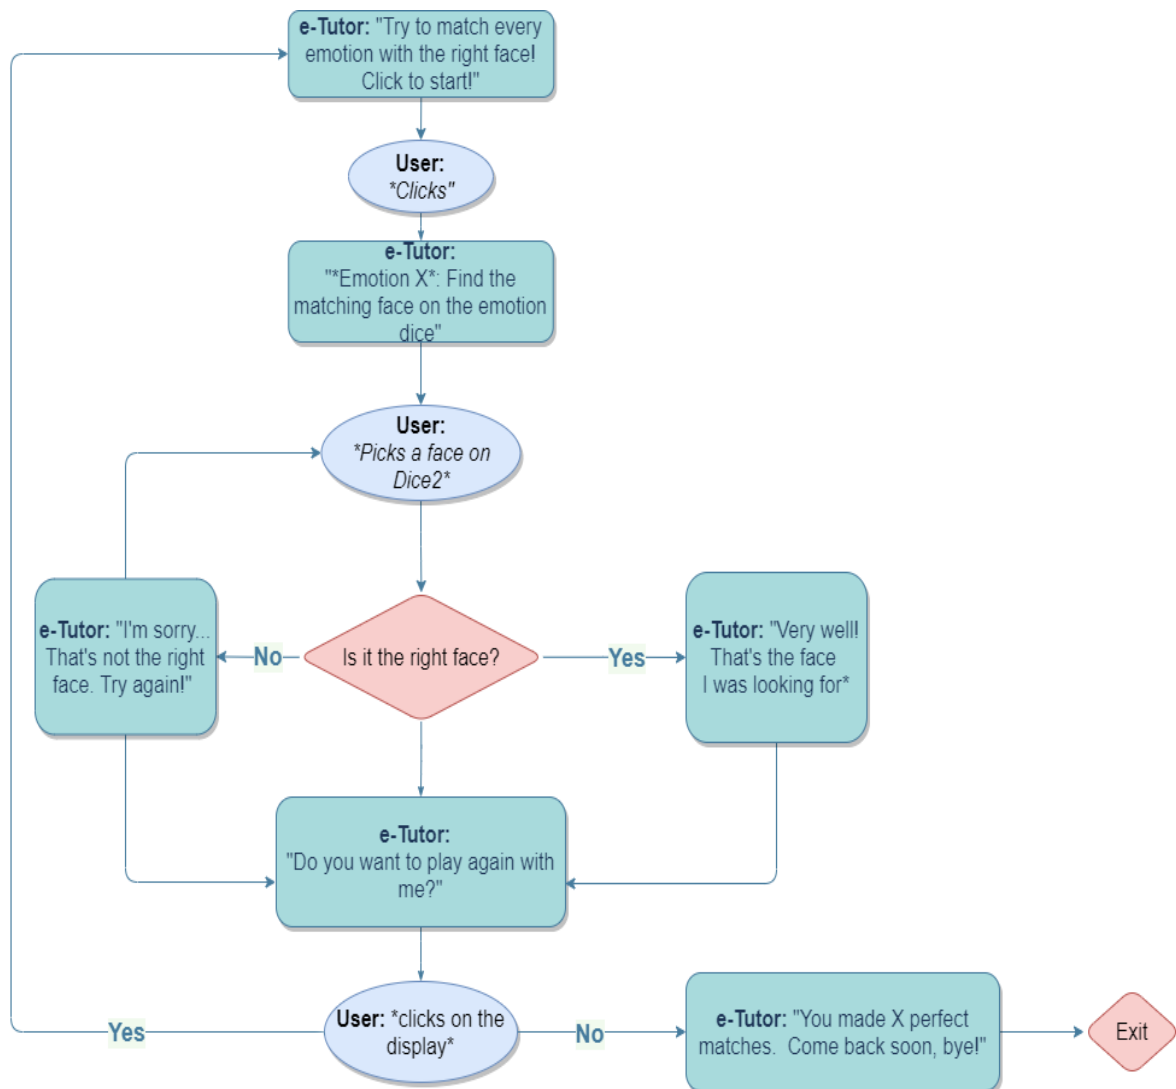 e-Tutor: "Try to match every
emotion with the right face!
Click to start!"
User:
*Clicks"
e-Tutor:
"*Emotion X*: Find the
matching face on the emotion
dice"
User:
*Picks a face on
Dice2*
e-Tutor: "I'm sorry...
That's not the right
face. Try again!"
No
Is it the right face?
Yes
e-Tutor: "Very well!
That's the face
I was looking for*
e-Tutor:
"Do you want to play again with
me?"
Yes
User: *clicks on the
display*
No
e-Tutor: "You made X perfect
matches.  Come back soon, bye!"
Exit